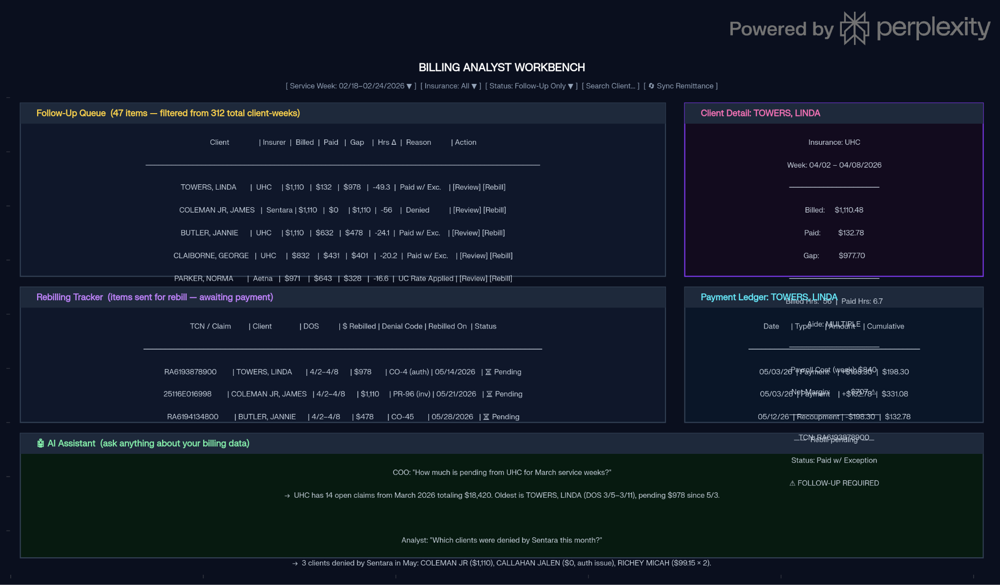 Powered by perplexity
BILLING ANALYST WORKBENCH
[ Service Week: 02/18–02/24/2026 ▼ ] [ Insurance: All ▼ ] [ Status: Follow-Up Only ▼ ] [ Search Client... ] [ 🔄 Sync Remittance ]
Follow-Up Queue (47 items — filtered from 312 total client-weeks)
Client | Insurer | Billed | Paid | Gap | Hrs Δ | Reason | Action
TOWERS, LINDA | UHC | $1,110 | $132 | $978 | -49.3 | Paid w/ Exc. | [Review] [Rebill]
COLEMAN JR, JAMES | Sentara | $1,110 | $0 | $1,110 | -56 | Denied | [Review] [Rebill]
BUTLER, JANNIE | UHC | $1,110 | $632 | $478 | -24.1 | Paid w/ Exc. | [Review] [Rebill]
CLAIBORNE, GEORGE | UHC | $832 | $431 | $401 | -20.2 | Paid w/ Exc. | [Review] [Rebill]
PARKER, NORMA | Aetna | $971 | $643 | $328 | -16.6 | UC Rate Applied | [Review] [Rebill]
Client Detail: TOWERS, LINDA
Insurance: UHC
Week: 04/02 – 04/08/2026
Billed: $1,110.48
Paid: $132.78
Gap: $977.70
Billed Hrs: 56 | Paid Hrs: 6.7
Aide: MULTIPLE
Payroll Cost (week): $840
Net Margin: -$707 ⚠
TCN: RA6193878900
Status: Paid w/ Exception
⚠ FOLLOW-UP REQUIRED
Rebilling Tracker (items sent for rebill — awaiting payment)
TCN / Claim | Client | DOS | $ Rebilled | Denial Code | Rebilled On | Status
RA6193878900 | TOWERS, LINDA | 4/2–4/8 | $978 | CO-4 (auth) | 05/14/2026 | ⏳ Pending
25116E016998 | COLEMAN JR, JAMES | 4/2–4/8 | $1,110 | PR-96 (inv) | 05/21/2026 | ⏳ Pending
RA6194134800 | BUTLER, JANNIE | 4/2–4/8 | $478 | CO-45 | 05/28/2026 | ⏳ Pending
Payment Ledger: TOWERS, LINDA
Date | Type | Amount | Cumulative
05/03/26 | Payment | +$198.30 | $198.30
05/03/26 | Payment | +$132.78 | $331.08
05/12/26 | Recoupment | -$198.30 | $132.78
—— Rebill pending ——
🤖 AI Assistant (ask anything about your billing data)
COO: "How much is pending from UHC for March service weeks?"
→ UHC has 14 open claims from March 2026 totaling $18,420. Oldest is TOWERS, LINDA (DOS 3/5–3/11), pending $978 since 5/3.
Analyst: "Which clients were denied by Sentara this month?"
→ 3 clients denied by Sentara in May: COLEMAN JR ($1,110), CALLAHAN JALEN ($0, auth issue), RICHEY MICAH ($99.15 × 2).